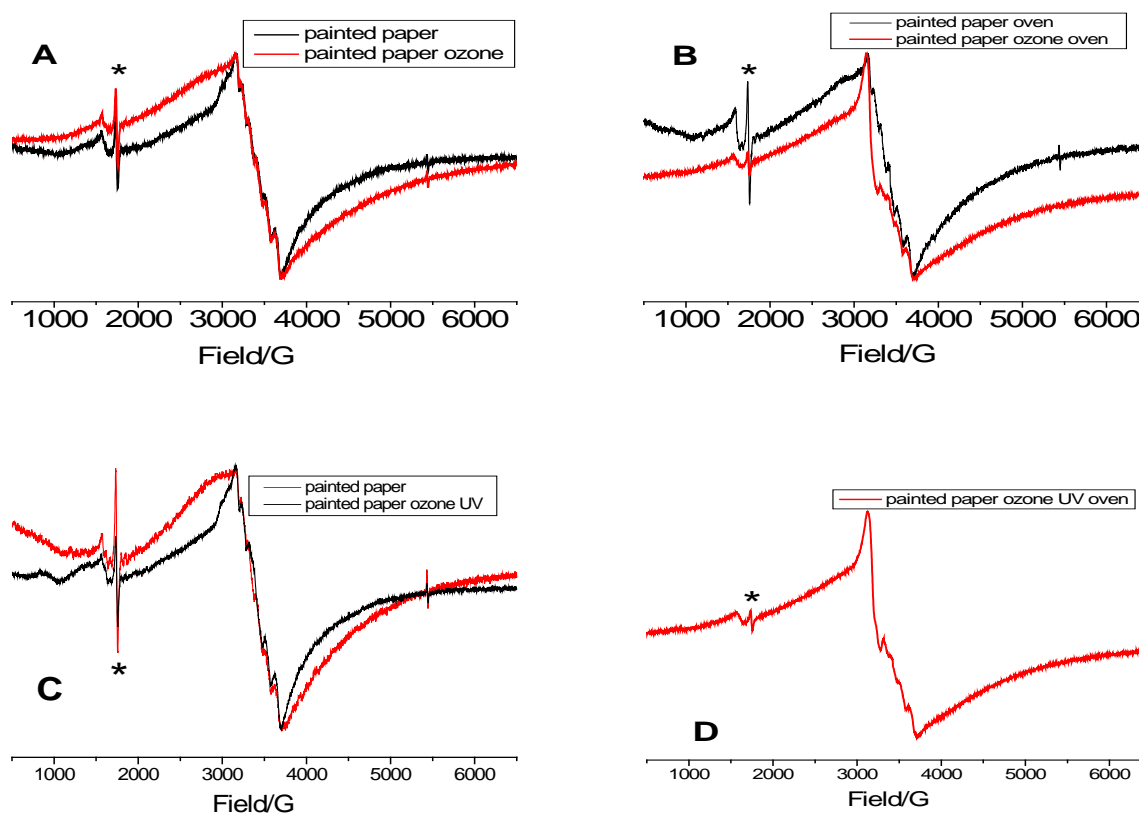 A
*
painted paper
painted paper ozone
1000 2000 3000 4000 5000 6000
Field/G
B
*
painted paper oven
painted paper ozone oven
1000 2000 3000 4000 5000 6000
Field/G
painted paper
painted paper ozone UV
C
*
1000 2000 3000 4000 5000 6000
Field/G
painted paper ozone UV oven
*
D
1000 2000 3000 4000 5000 6000
Field/G